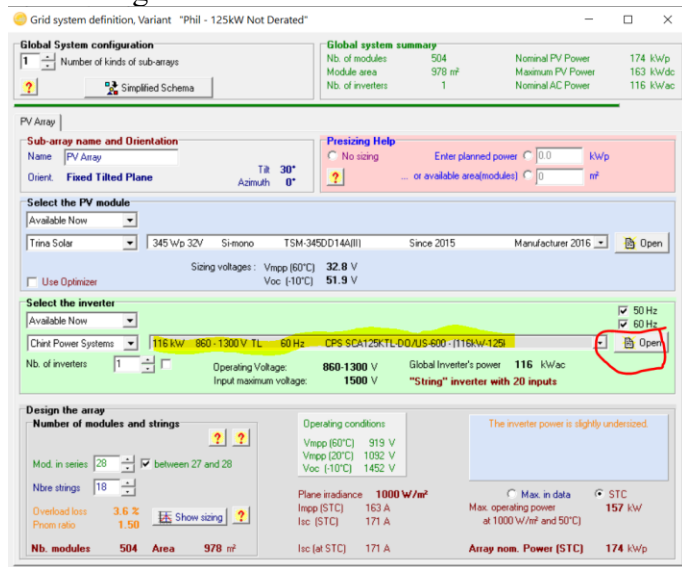 Grid system definition, Variant "Phil - 125kW Not Derated"
Global System configuration
1 Number of kinds of sub-arrays
? Simplified Schema
Global system summary
Nb. of modules 504 Nominal PV Power 174 kWp
Module area 978 m² Maximum PV Power 163 kWdc
Nb. of inverters 1 Nominal AC Power 116 kWac
PV Array
Sub-array name and Orientation
Name PV Array
Orient. Fixed Tilted Plane
Tilt 30°
Azimuth 0°
Presizing Help
No sizing Enter planned power 0.0 kWp
? ... or available area(modules) 0 m²
Select the PV module
Available Now
Trina Solar 345 Wp 32V Si-mono TSM-345DD14A(II) Since 2015 Manufacturer 2016 Open
Sizing voltages : Vmpp (60°C) 32.8 V
Use Optimizer Voc (-10°C) 51.9 V
Select the inverter
Available Now
50 Hz
60 Hz
Chint Power Systems 116 kW 860 - 1300 V TL 60 Hz CPS SCA125KTL-DO/US-600 - (116kW-125 Open
Nb. of inverters 1 Operating Voltage: 860-1300 V Global Inverter's power 116 kWac
Input maximum voltage: 1500 V "String" inverter with 20 inputs
Design the array
Number of modules and strings
? ?
Mod. in series 28 between 27 and 28
Nbre strings 18
Overload loss 3.6 %
Pnom ratio 1.50
Show sizing ?
Nb. modules 504 Area 978 m²
Operating conditions
Vmpp (60°C) 919 V
Vmpp (20°C) 1092 V
Voc (-10°C) 1452 V
The inverter power is slightly undersized.
Plane irradiance 1000 W/m² Max. in data STC
Impp (STC) 163 A Max. operating power 157 kW
Isc (STC) 171 A at 1000 W/m² and 50°C)
Isc (at STC) 171 A Array nom. Power (STC) 174 kWp